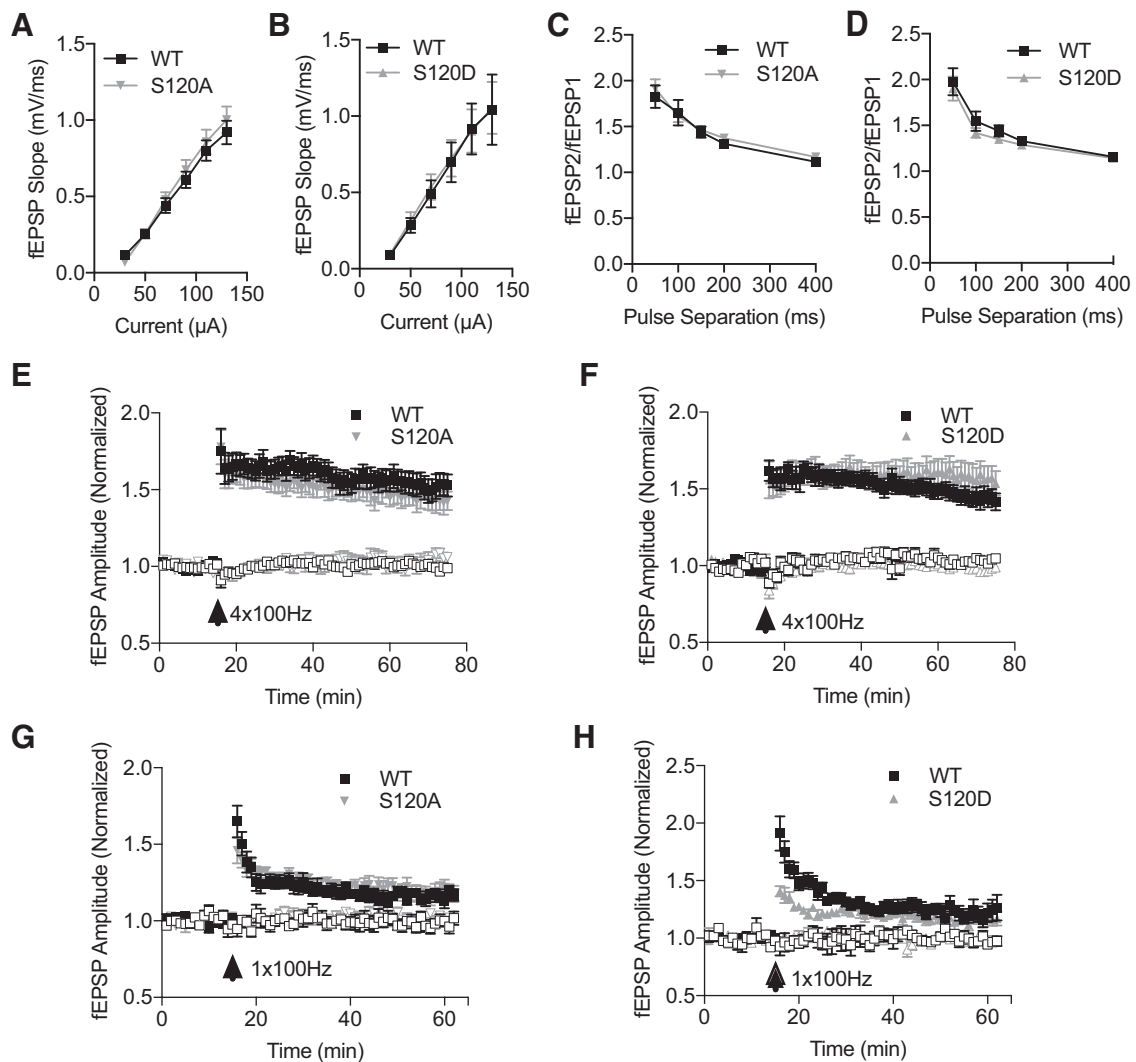 A
fEPSP Slope (mV/ms)
1.5
1.0
0.5
0.0
WT
S120A
0 50 100 150
Current (µA)
B
fEPSP Slope (mV/ms)
1.5
1.0
0.5
0.0
WT
S120D
0 50 100 150
Current (µA)
C
fEPSP2/fEPSP1
2.5
2.0
1.5
1.0
0.5
0.0
WT
S120A
0 100 200 300 400
Pulse Separation (ms)
D
fEPSP2/fEPSP1
2.5
2.0
1.5
1.0
0.5
0.0
WT
S120D
0 100 200 300 400
Pulse Separation (ms)
E
fEPSP Amplitude (Normalized)
2.0
1.5
1.0
0.5
WT
S120A
4x100Hz
0 20 40 60 80
Time (min)
F
fEPSP Amplitude (Normalized)
2.0
1.5
1.0
0.5
WT
S120D
4x100Hz
0 20 40 60 80
Time (min)
G
fEPSP Amplitude (Normalized)
2.0
1.5
1.0
0.5
WT
S120A
1x100Hz
0 20 40 60
Time (min)
H
fEPSP Amplitude (Normalized)
2.5
2.0
1.5
1.0
0.5
WT
S120D
1x100Hz
0 20 40 60
Time (min)